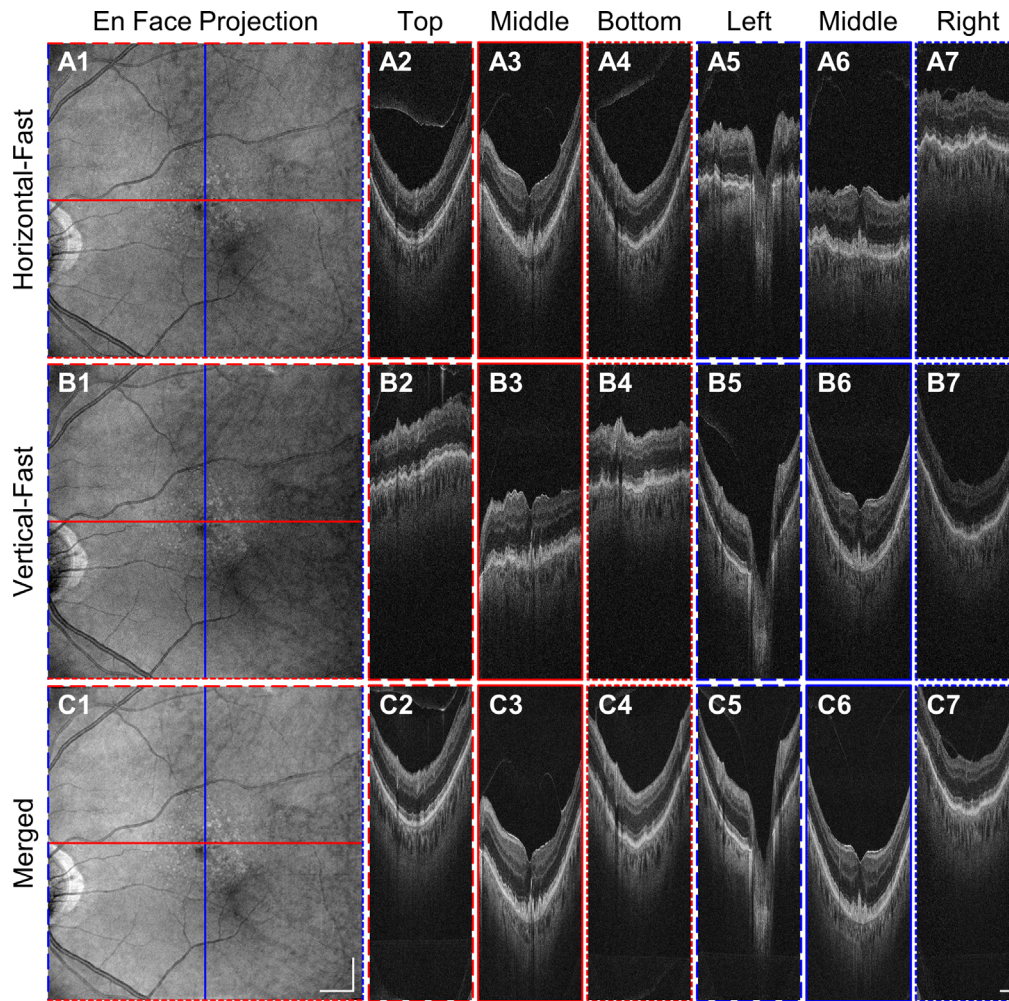 En Face Projection Top Middle Bottom Left Middle Right
Horizontal-Fast
A1 A2 A3 A4 A5 A6 A7
Vertical-Fast
B1 B2 B3 B4 B5 B6 B7
Merged
C1 C2 C3 C4 C5 C6 C7